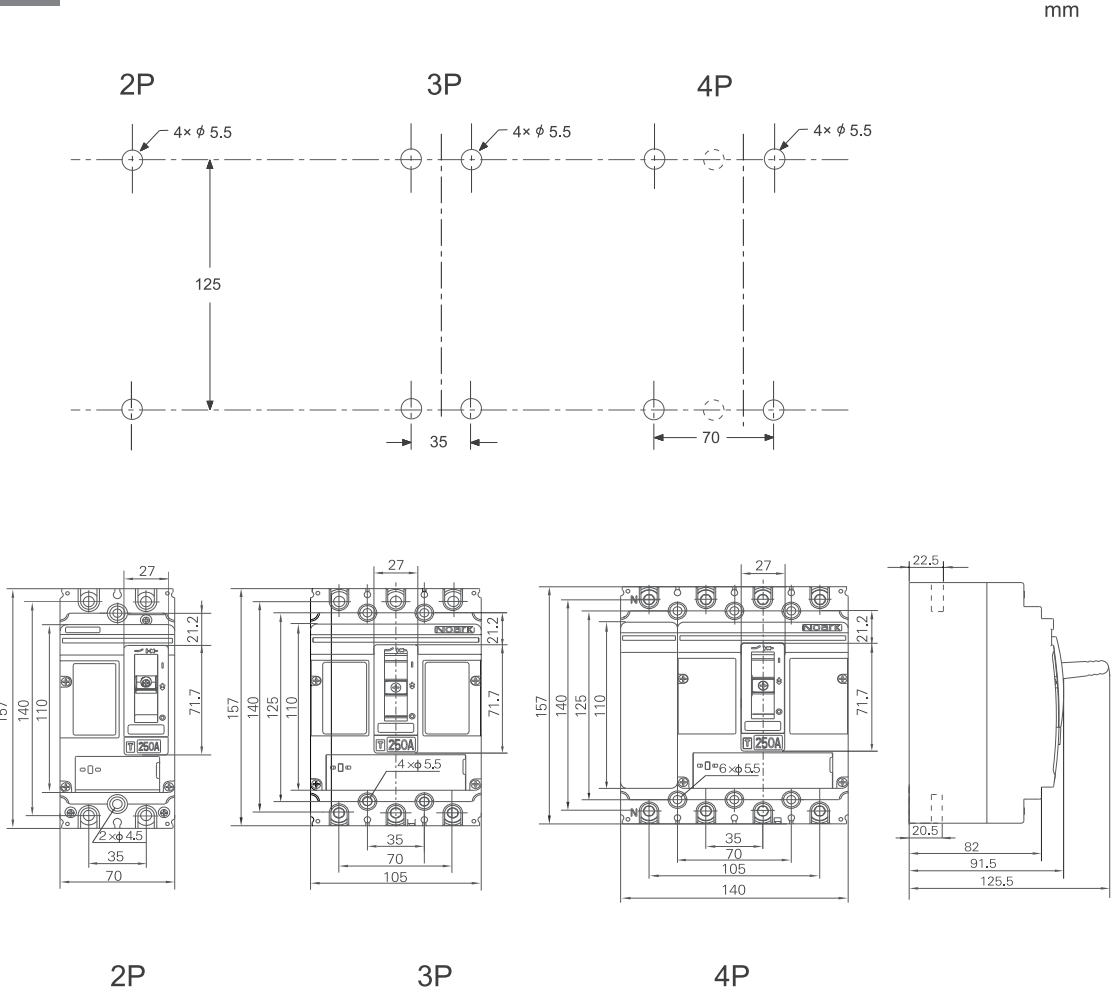 mm
2P 3P 4P
4× ϕ 5.5 4× ϕ 5.5 4× ϕ 5.5
125
35 70
27 27 27 22.5
N
NOARK NOARK
21.2 21.2 21.2
157 140 110 71.7
157 140 125 110 71.7
157 140 125 110 71.7
T 250A T 250A T 250A
4 ×ϕ 5.5 6×ϕ 5.5
N
2×ϕ 4.5 20.5
35 35 35 82
70 70 70 91.5
105 105 125.5
140
2P 3P 4P